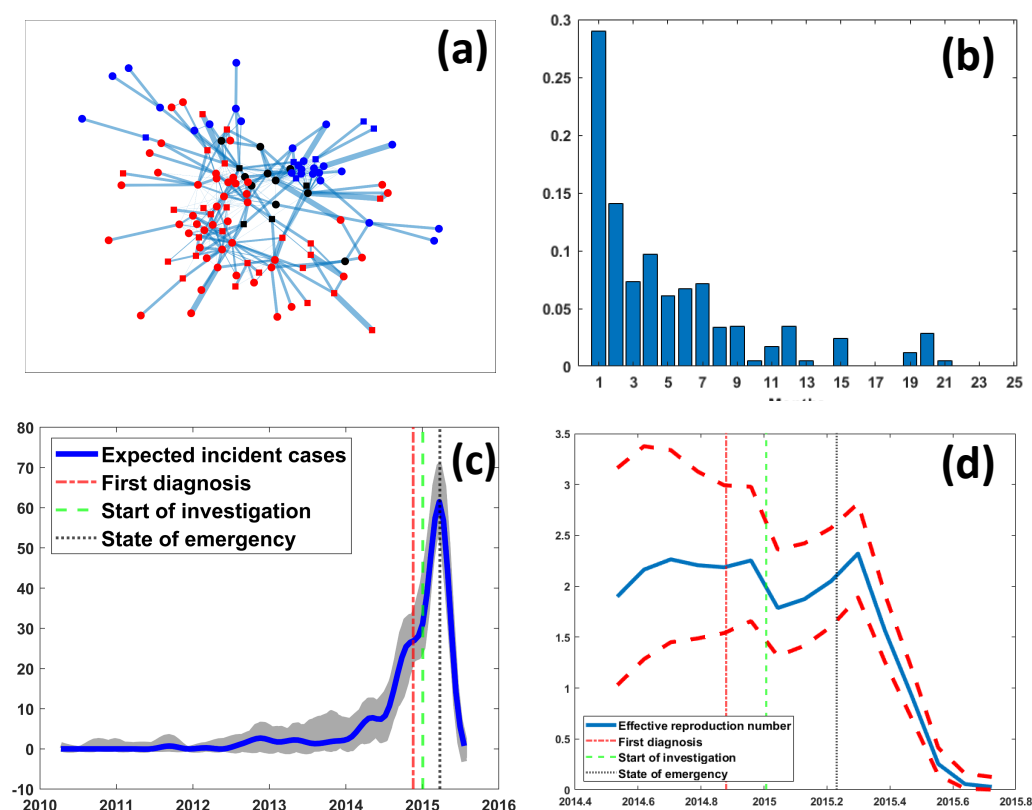 (a)
(b)
0.3
0.25
0.2
0.15
0.1
0.05
0
1 3 5 7 9 11 13 15 17 19 21 23 25
(c)
80
70
60
50
40
30
20
10
0
-10
Expected incident cases
First diagnosis
Start of investigation
State of emergency
2010 2011 2012 2013 2014 2015 2016
(d)
3.5
3
2.5
2
1.5
1
0.5
0
Effective reproduction number
First diagnosis
Start of investigation
State of emergency
2014.4 2014.6 2014.8 2015 2015.2 2015.4 2015.6